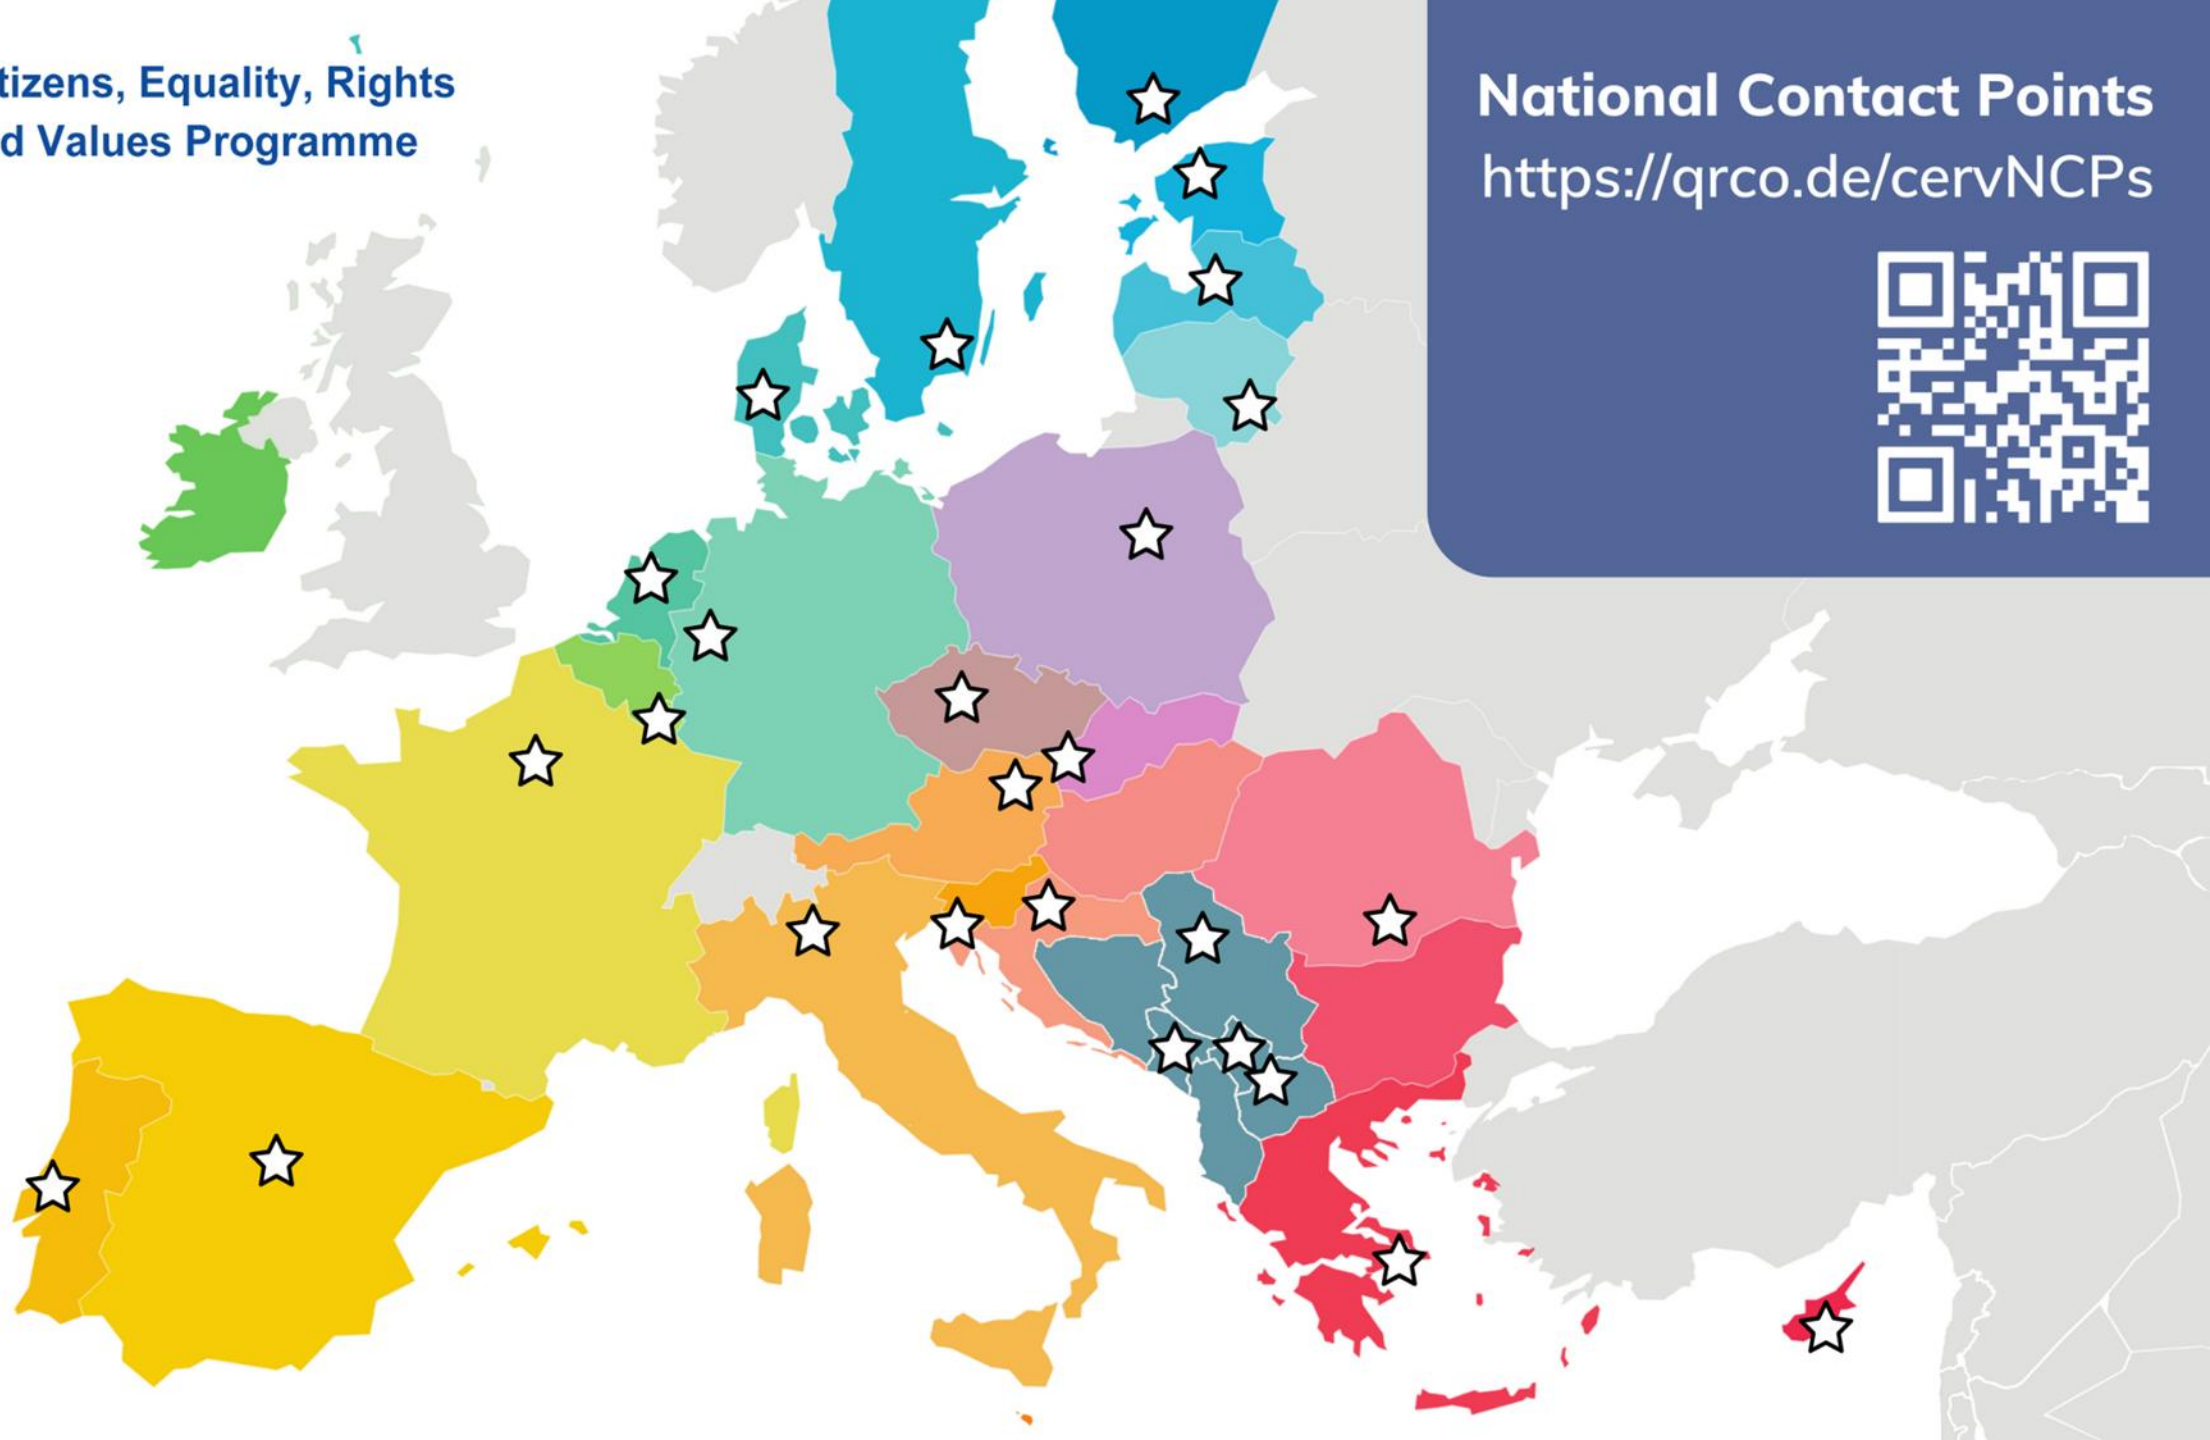 tizens, Equality, Rights
d Values Programme
National Contact Points
https://qrco.de/cervNCPs